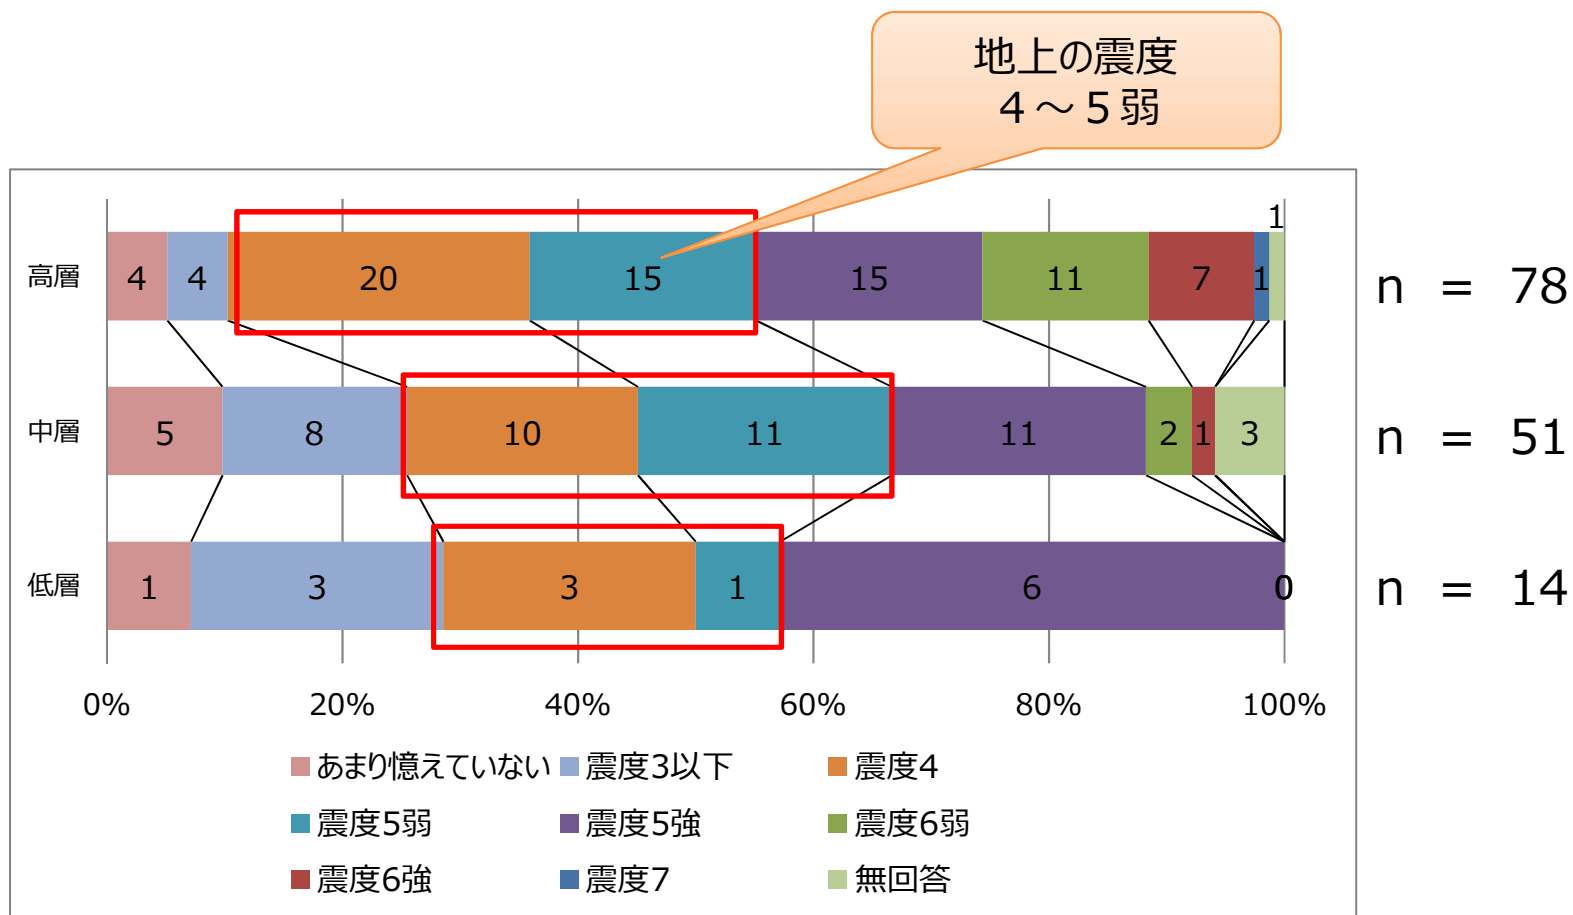 地上の震度
4～5弱
1
高層 4 4 20 15 15 11 7 1 n = 78
中層 5 8 10 11 11 2 1 3 n = 51
低層 1 3 3 1 6 0 n = 14
0% 20% 40% 60% 80% 100%
あまり憶えていない 震度3以下 震度4
震度5弱 震度5強 震度6弱
震度6強 震度7 無回答